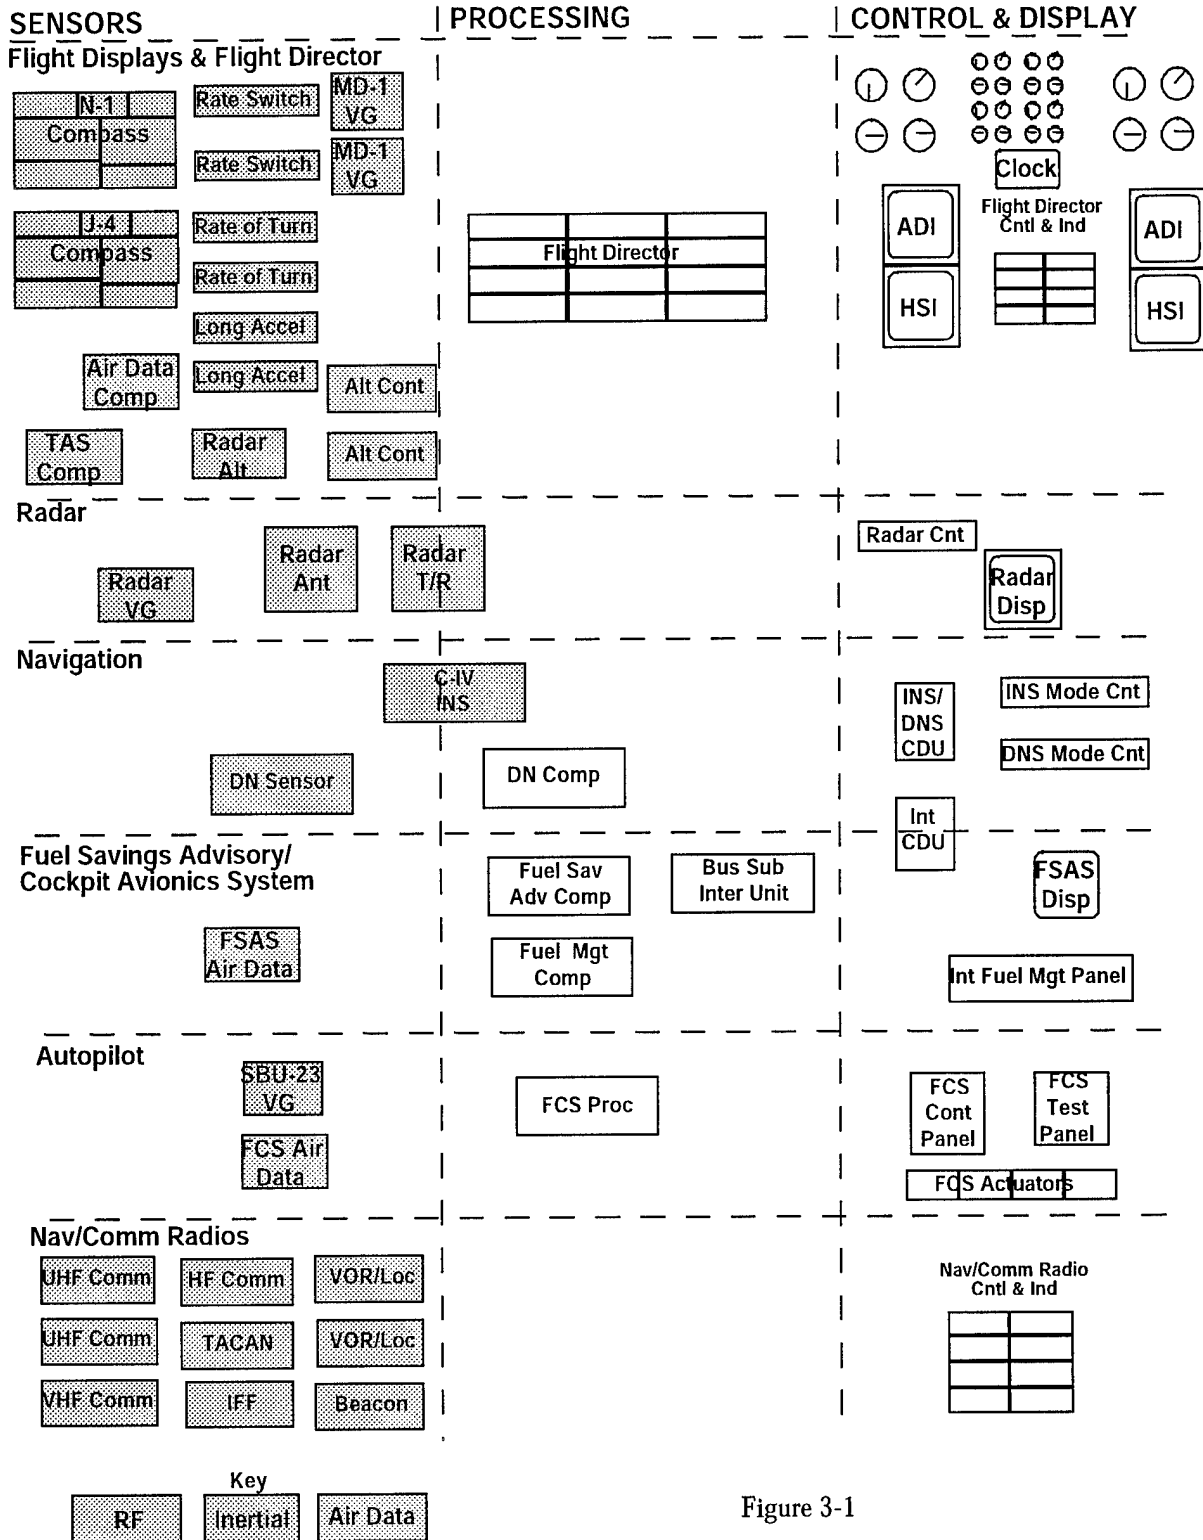 SENSORS
PROCESSING
CONTROL & DISPLAY
Flight Displays & Flight Director
N-1
Compass
Rate Switch
MD-1
VG
Rate Switch
MD-1
VG
J-4
Compass
Rate of Turn
Rate of Turn
Long Accel
Air Data
Comp
Long Accel
Alt Cont
TAS
Comp
Radar
Alt
Alt Cont
Flight Director
Clock
ADI
Flight Director
Cntl & Ind
ADI
HSI
HSI
Radar
Radar
VG
Radar
Ant
Radar
T/R
Radar Cnt
Radar
Disp
Navigation
C-IV
INS
DN Sensor
DN Comp
INS/
DNS
CDU
INS Mode Cnt
DNS Mode Cnt
Int
CDU
Fuel Savings Advisory/
Cockpit Avionics System
FSAS
Air Data
Fuel Sav
Adv Comp
Bus Sub
Inter Unit
Fuel Mgt
Comp
FSAS
Disp
Int Fuel Mgt Panel
Autopilot
SBU-23
VG
FCS Air
Data
FCS Proc
FCS
Cont
Panel
FCS
Test
Panel
FCS Actuators
Nav/Comm Radios
UHF Comm
HF Comm
VOR/Loc
UHF Comm
TACAN
VOR/Loc
VHF Comm
IFF
Beacon
Nav/Comm Radio
Cntl & Ind
Key
RF
Inertial
Air Data
Figure 3-1